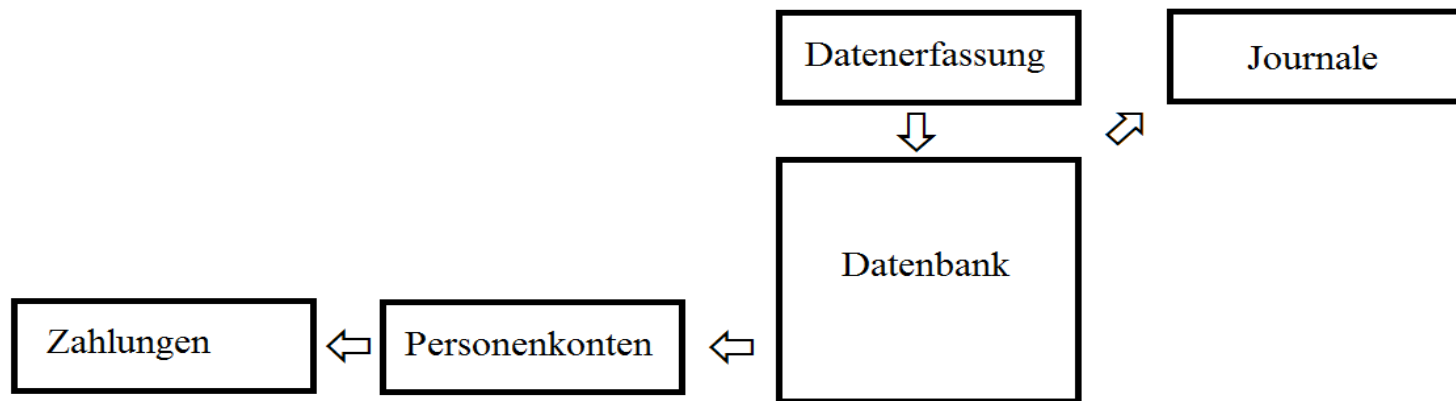 Datenerfassung
Journale
Datenbank
Zahlungen
Personenkonten